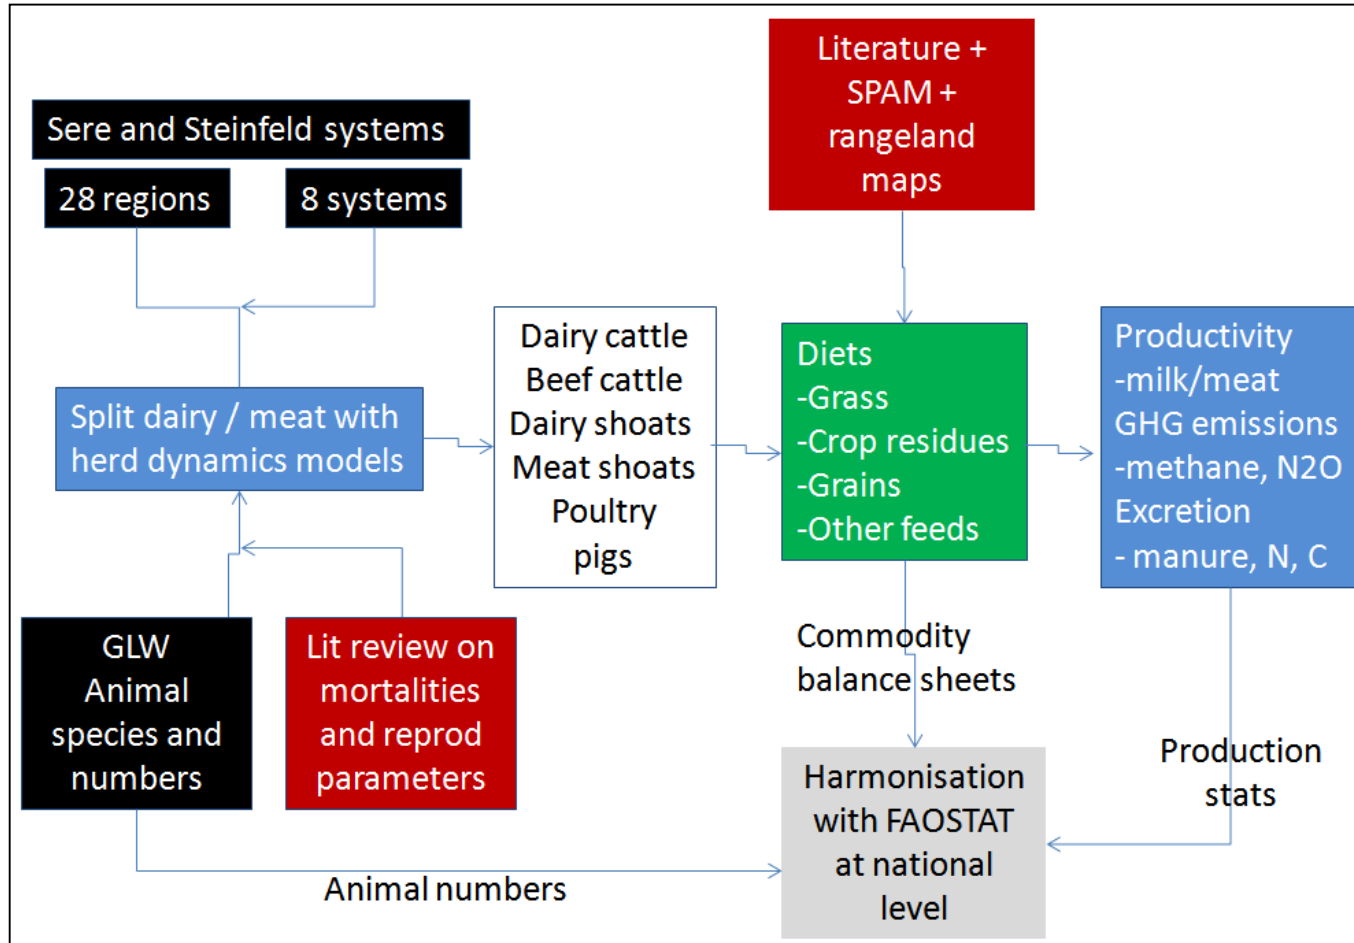 Sere and Steinfeld systems
28 regions
8 systems
Literature +
SPAM +
rangeland
maps
Split dairy / meat with
herd dynamics models
Dairy cattle
Beef cattle
Dairy shoats
Meat shoats
Poultry
pigs
Diets
-Grass
-Crop residues
-Grains
-Other feeds
Productivity
-milk/meat
GHG emissions
-methane, N2O
Excretion
- manure, N, C
GLW
Animal
species and
numbers
Lit review on
mortalities
and reprod
parameters
Commodity
balance sheets
Production
stats
Harmonisation
with FAOSTAT
at national
level
Animal numbers